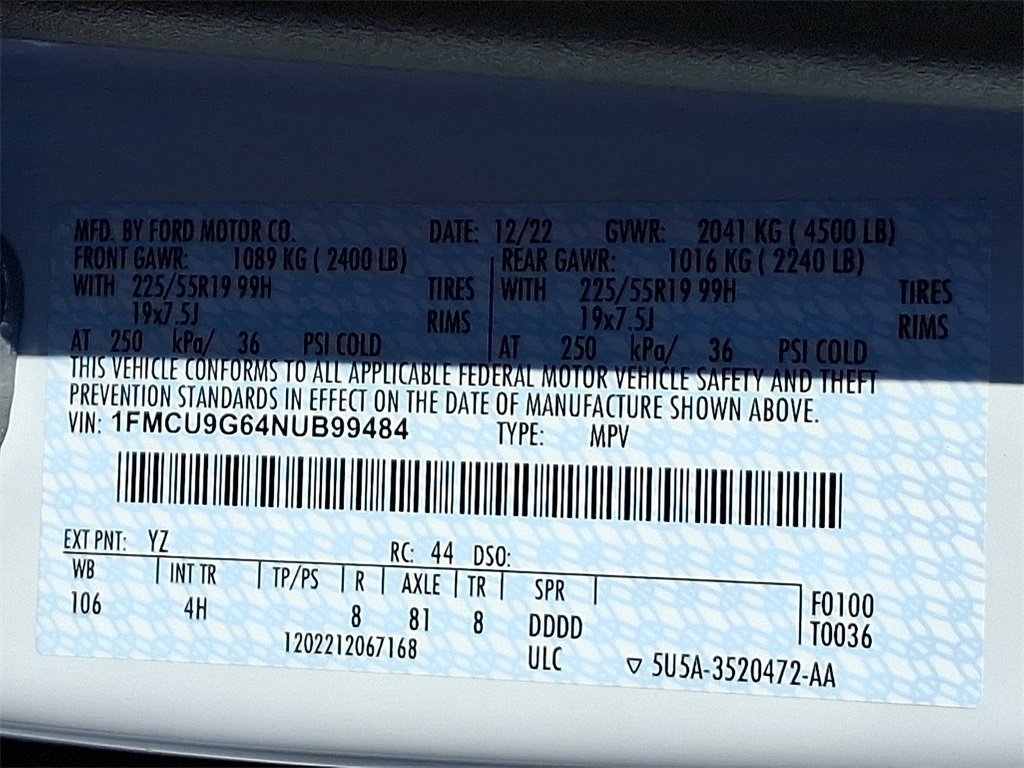 MFD. BY FORD MOTOR CO. DATE: 12/22 GVWR: 2041 KG ( 4500 LB)
FRONT GAWR: 1089 KG ( 2400 LB) REAR GAWR: 1016 KG ( 2240 LB)
WITH 225/55R19 99H TIRES WITH 225/55R19 99H TIRES
19x7.5J RIMS 19x7.5J RIMS
AT 250 kPa/ 36 PSI COLD AT 250 kPa/ 36 PSI COLD
THIS VEHICLE CONFORMS TO ALL APPLICABLE FEDERAL MOTOR VEHICLE SAFETY AND THEFT
PREVENTION STANDARDS IN EFFECT ON THE DATE OF MANUFACTURE SHOWN ABOVE.
VIN: 1FMCU9G64NUB99484 TYPE: MPV
EXT PNT: YZ RC: 44 DSO:
WB INT TR TP/PS R AXLE TR SPR F0100
106 4H 8 81 8 DDDD T0036
1202212067168 ULC ▽ 5U5A-3520472-AA